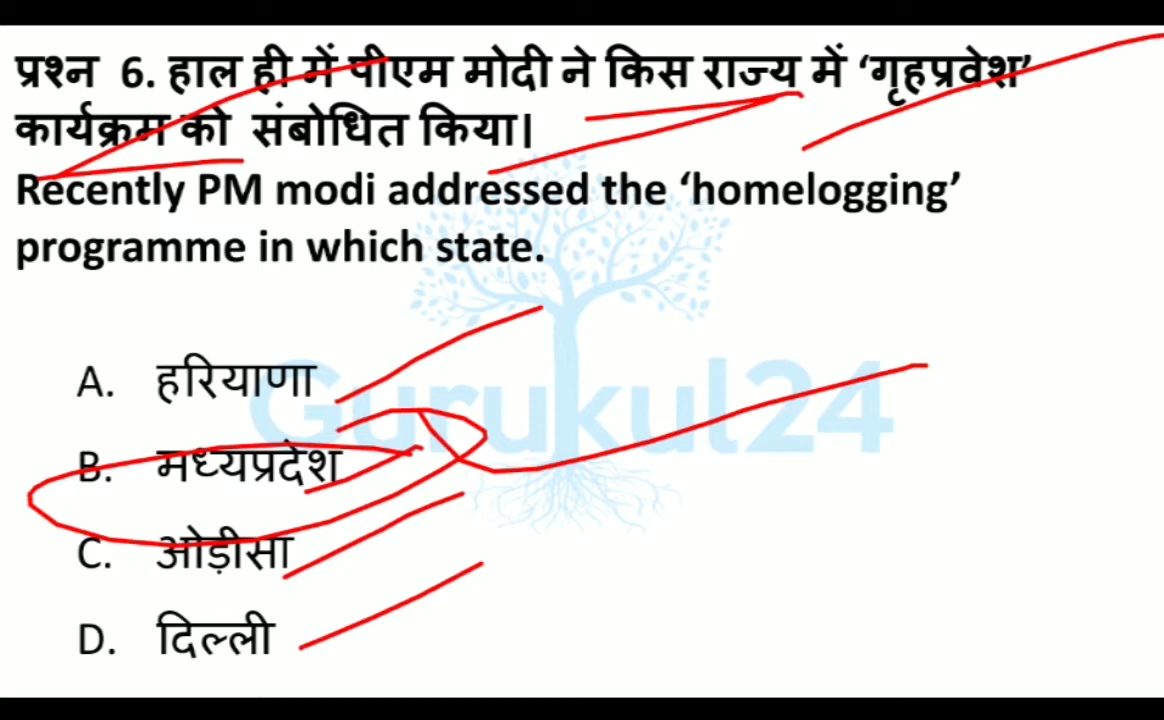 प्रश्न 6. हाल ही में पीएम मोदी ने किस राज्य में ‘गृहप्रवेश’
कार्यक्रम को संबोधित किया।
Recently PM modi addressed the ‘homelogging’
programme in which state.
A. हरियाणा
B. मध्यप्रदेश
C. ओड़ीसा
D. दिल्ली
Gurukul24